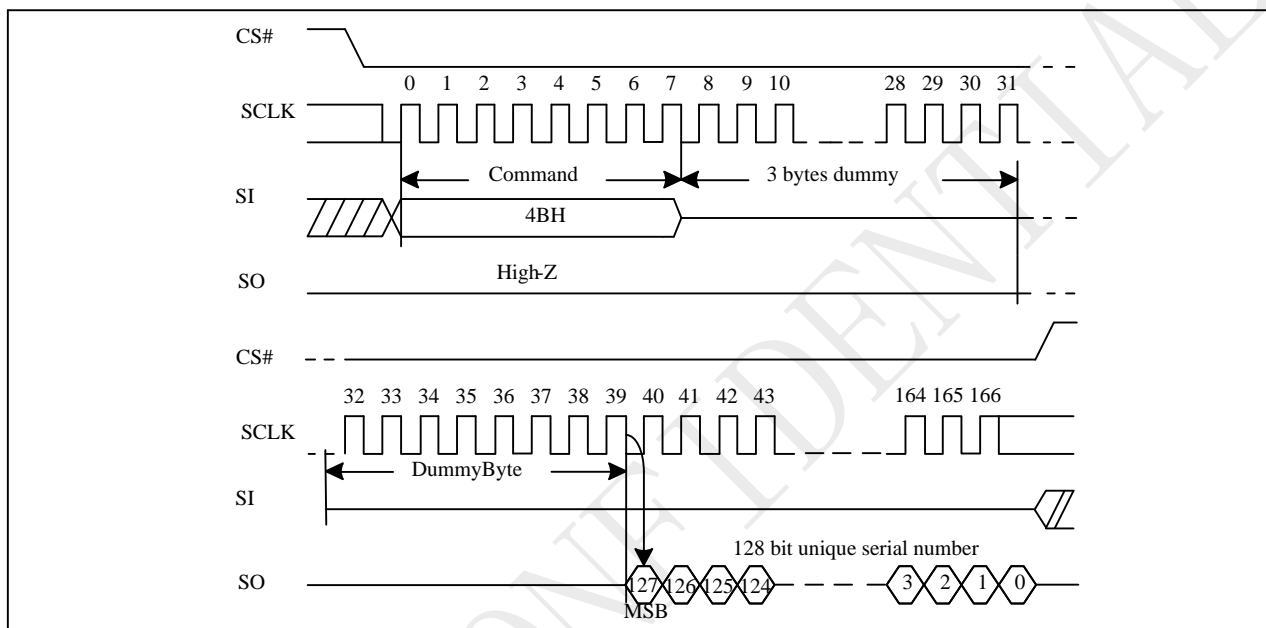 CS#
0 1 2 3 4 5 6 7 8 9 10 28 29 30 31
SCLK
Command 3 bytes dummy
SI
4BH
High-Z
SO
CS#
32 33 34 35 36 37 38 39 40 41 42 43 164 165 166
SCLK
DummyByte
SI
128 bit unique serial number
SO
127 126 125 124 3 2 1 0
MSB
ONFIDENTIAL